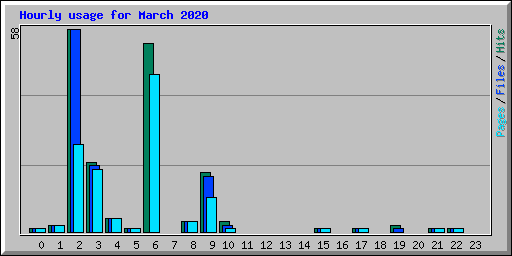 Hourly usage for March 2020
58
Pages/Files/Hits
0 1 2 3 4 5 6 7 8 9 10 11 12 13 14 15 16 17 18 19 20 21 22 23